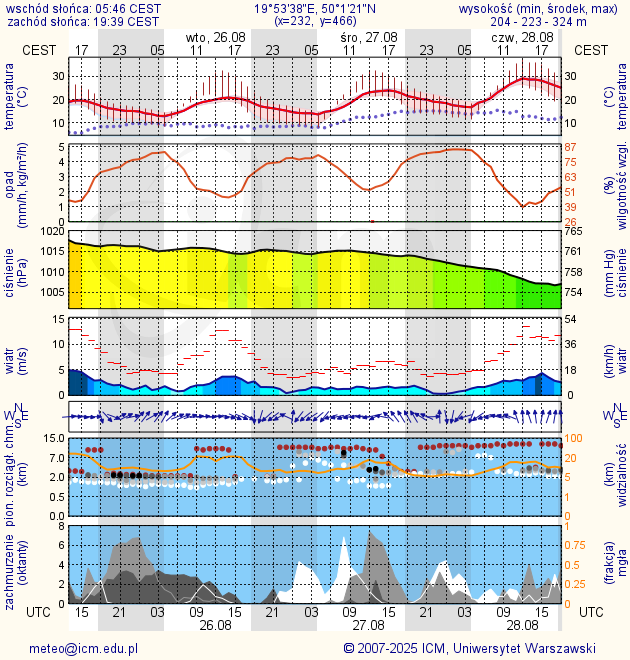 wschód słońca: 05:46 CEST 19°53'38"E, 50°1'21"N wysokość (min, środek, max)
zachód słońca: 19:39 CEST (x=232, y=466) 204 - 223 - 324 m
wto, 26.08 śro, 27.08 czw, 28.08
CEST 17 23 05 11 17 23 05 11 17 23 05 11 17 CEST
temperatura
(°C)
30
20
10
30
20
10
temperatura
(°C)
opad
(mm/h, kg/m²/h)
5
4
3
2
1
0
87
75
63
51
39
26
(%)
wilgotność wzgl.
ciśnienie
(hPa)
1020
1015
1010
1005
765
761
758
754
(mm Hg)
ciśnienie
wiatr
(m/s)
15
10
5
0
54
36
18
0
(km/h)
wiatr
N
W E
S
N
W E
S
pion. rozciągł. chm.
(km)
15.0
7.0
2.0
0.5
0.0
100
20
5
1
0
(km)
widzialność
zachmurzenie
(oktanty)
8
6
4
2
0
1
0.75
0.5
0.25
0
(frakcja)
mgła
UTC 15 21 03 09 15 21 03 09 15 21 03 09 15 UTC
26.08 27.08 28.08
meteo@icm.edu.pl © 2007-2025 ICM, Uniwersytet Warszawski